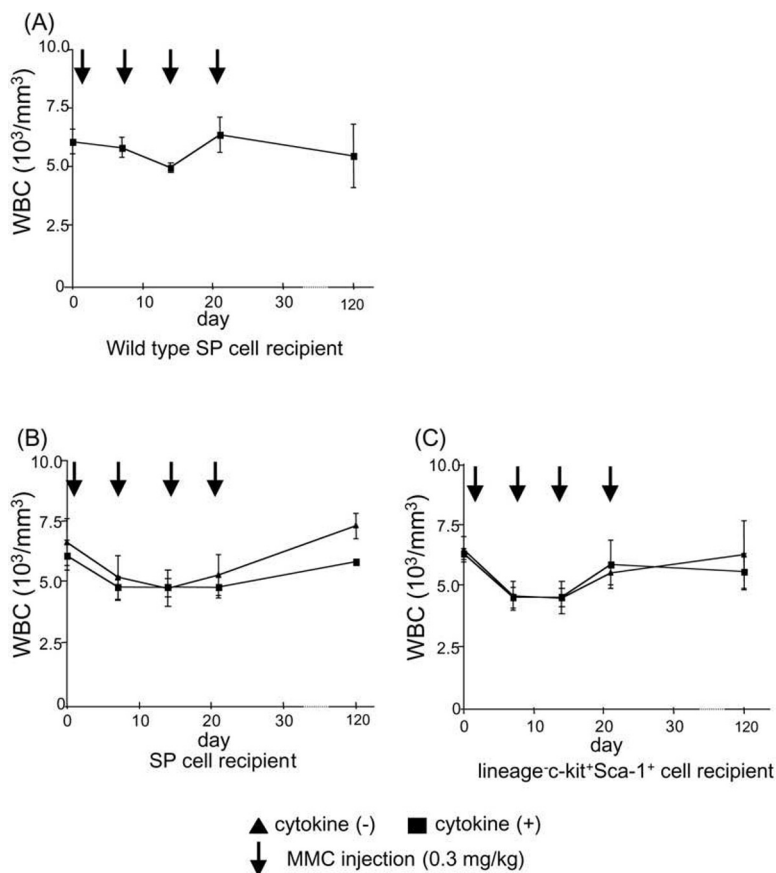 (A)
10.0
7.5
5.0
2.5
0
WBC (10³/mm³)
0 10 20 30 120
day
Wild type SP cell recipient
(B)
10.0
7.5
5.0
2.5
0
WBC (10³/mm³)
0 10 20 30 120
day
SP cell recipient
(C)
10.0
7.5
5.0
2.5
0
WBC (10³/mm³)
0 10 20 30 120
day
lineage⁻c-kit⁺Sca-1⁺ cell recipient
cytokine (-) cytokine (+)
MMC injection (0.3 mg/kg)